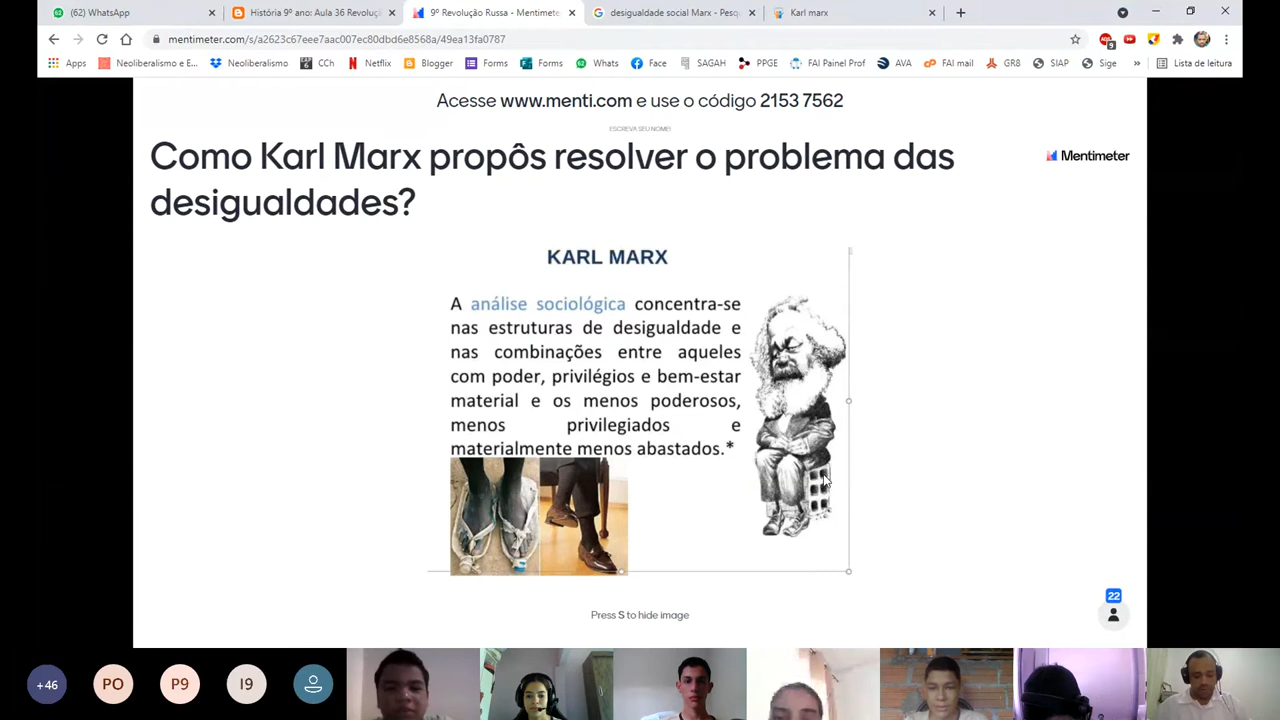 (62) WhatsApp
História 9º ano: Aula 36 Revoluç
9º Revolução Russa - Mentimete
desigualdade social Marx - Pesq
Karl marx
mentimeter.com/s/a2623c67eee7aac007ec80dbd6e8568a/49ea13fa0787
9
Apps
Neoliberalismo e E...
Neoliberalismo
CCh
Netflix
Blogger
Forms
Forms
Whats
Face
SAGAH
PPGE
FAI Painel Prof
AVA
FAI mail
GR8
SIAP
Sige
»
Lista de leitura
Acesse www.menti.com e use o código 2153 7562
ESCREVA SEU NOME!
Como Karl Marx propôs resolver o problema das
desigualdades?
Mentimeter
KARL MARX
A análise sociológica concentra-se
nas estruturas de desigualdade e
nas combinações entre aqueles
com poder, privilégios e bem-estar
material e os menos poderosos,
menos privilegiados e
materialmente menos abastados.*
Press S to hide image
22
+46
PO
P9
I9